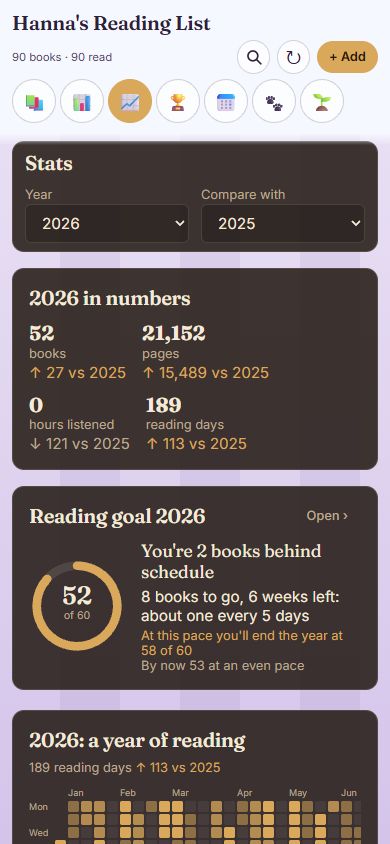 Hanna's Reading List
90 books · 90 read
+ Add
Stats
Year
Compare with
2026
2025
2026 in numbers
52
books
↑ 27 vs 2025
21,152
pages
↑ 15,489 vs 2025
0
hours listened
↓ 121 vs 2025
189
reading days
↑ 113 vs 2025
Reading goal 2026
Open ›
52
of 60
You're 2 books behind
schedule
8 books to go, 6 weeks left:
about one every 5 days
At this pace you'll end the year at
58 of 60
By now 53 at an even pace
2026: a year of reading
189 reading days ↑ 113 vs 2025
Jan Feb Mar Apr May Jun
Mon
Wed